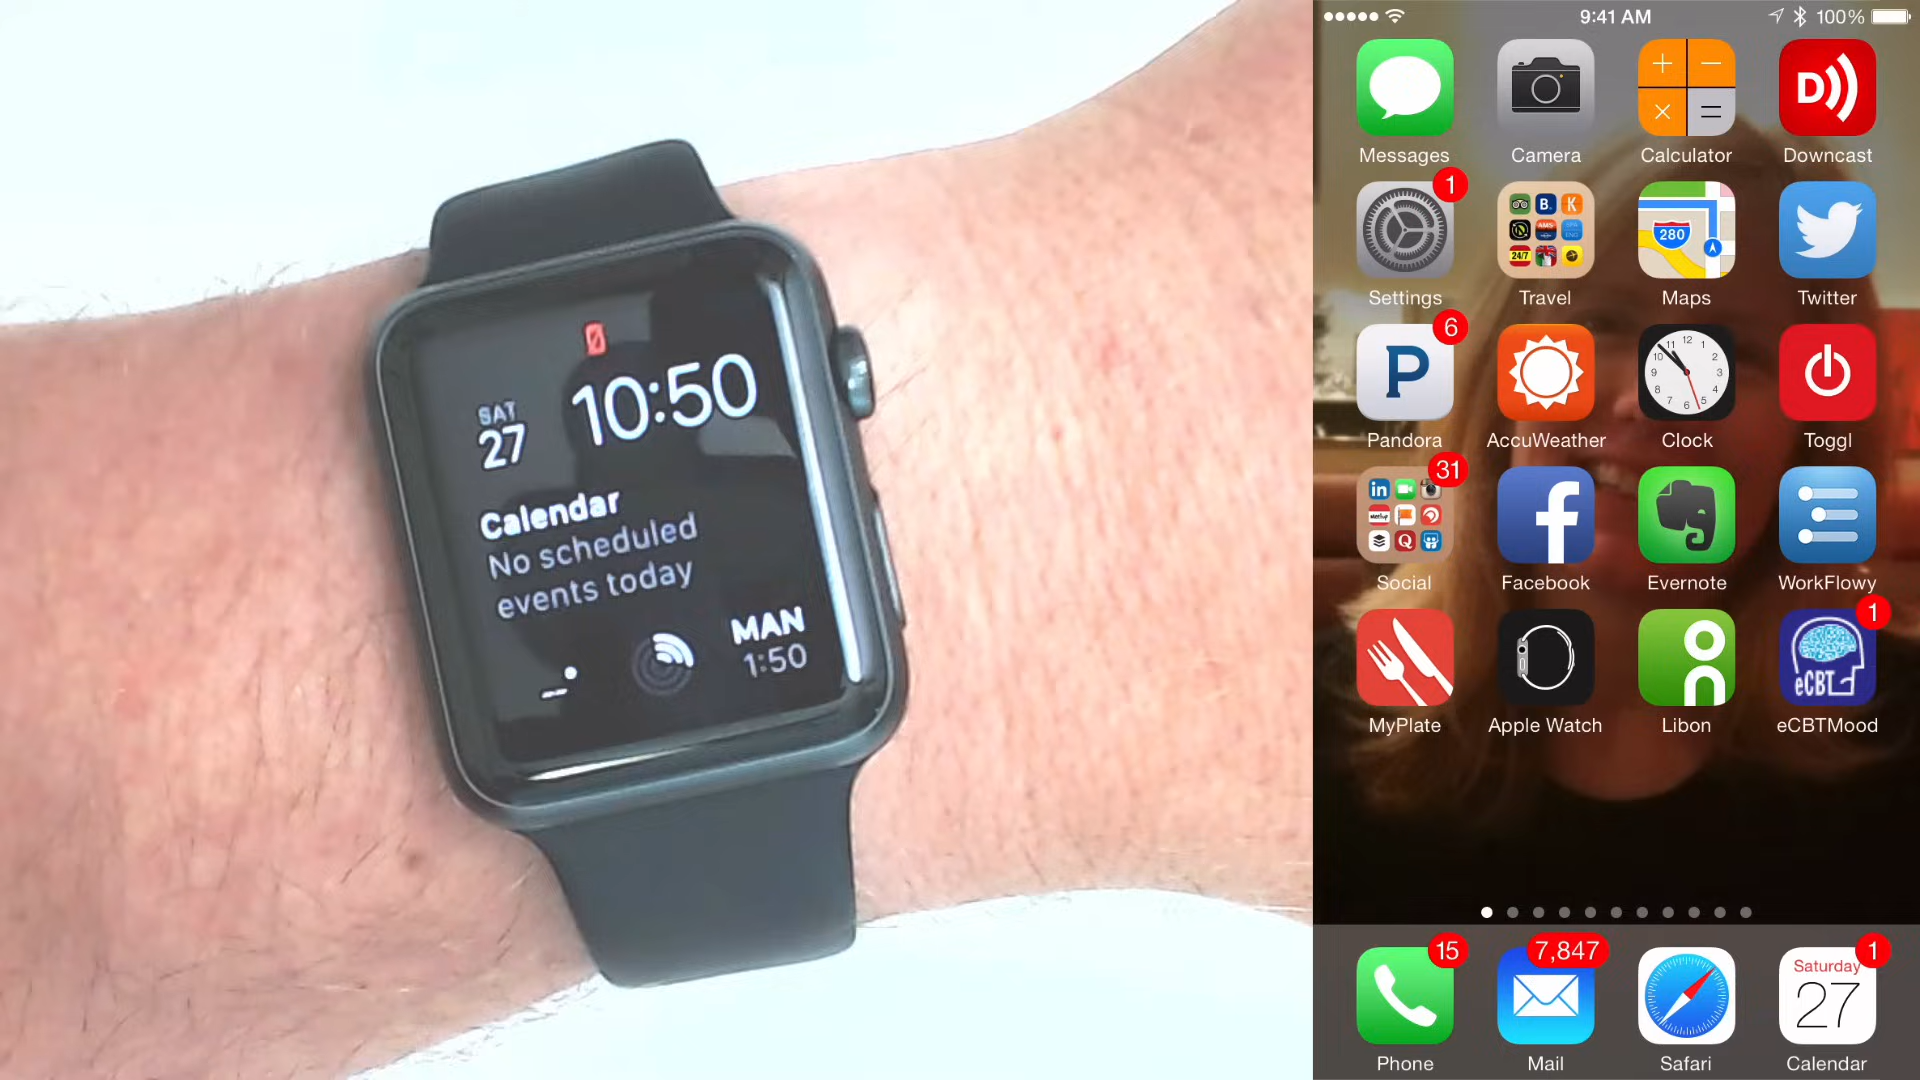 SAT
27
10:50
Calendar
No scheduled
events today
MAN
1:50
9:41 AM
100%
D
Messages
Camera
Calculator
Downcast
1
280
Settings
Travel
Maps
Twitter
6
P
Pandora
AccuWeather
Clock
Toggl
31
in
f
Social
Facebook
Evernote
WorkFlowy
1
eCBT
MyPlate
Apple Watch
Libon
eCBTMood
15
7,847
1
Saturday
27
Phone
Mail
Safari
Calendar